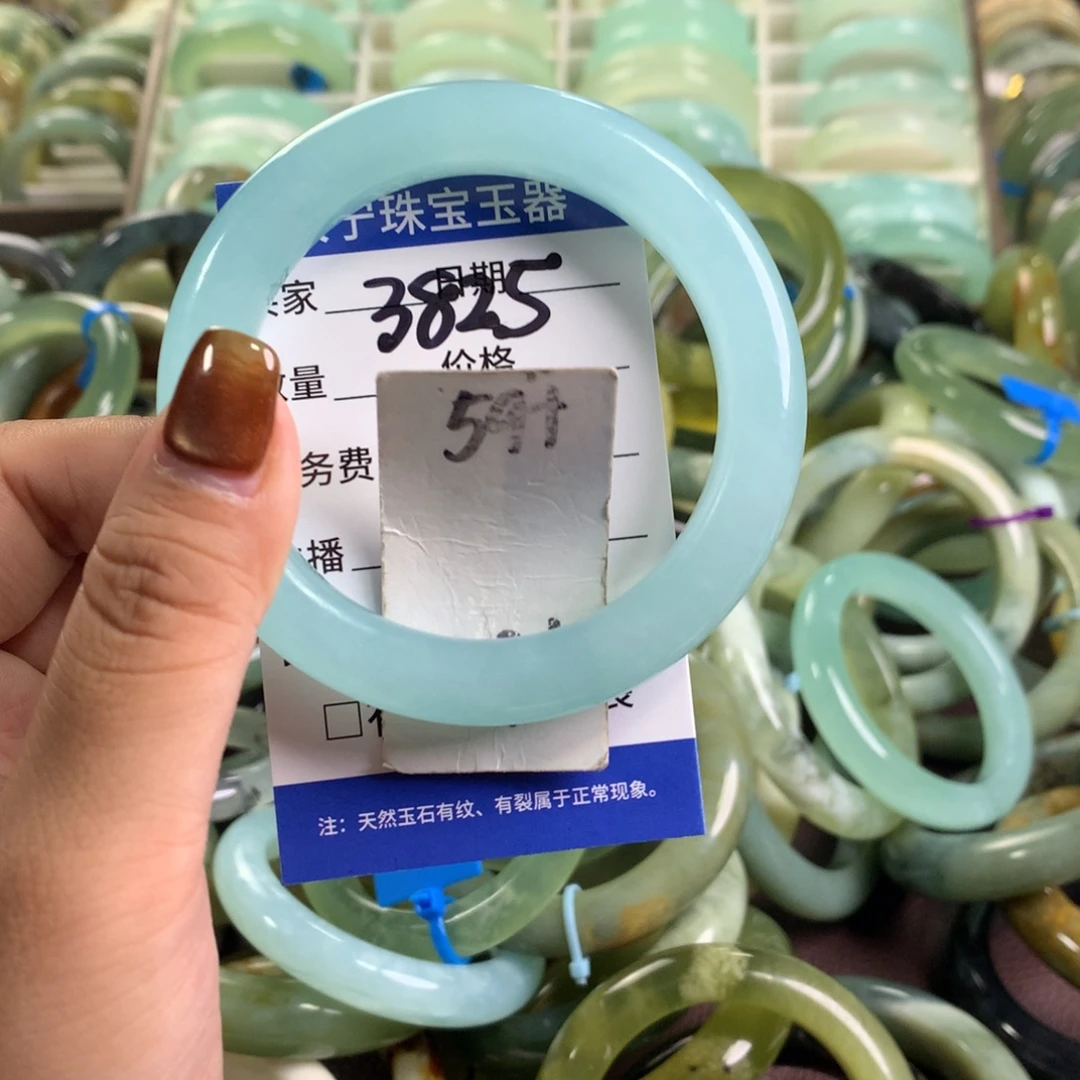 宁珠宝玉器
家 日期
3825
数量 价格
务费
播
注：天然玉石有纹、有裂属于正常现象。